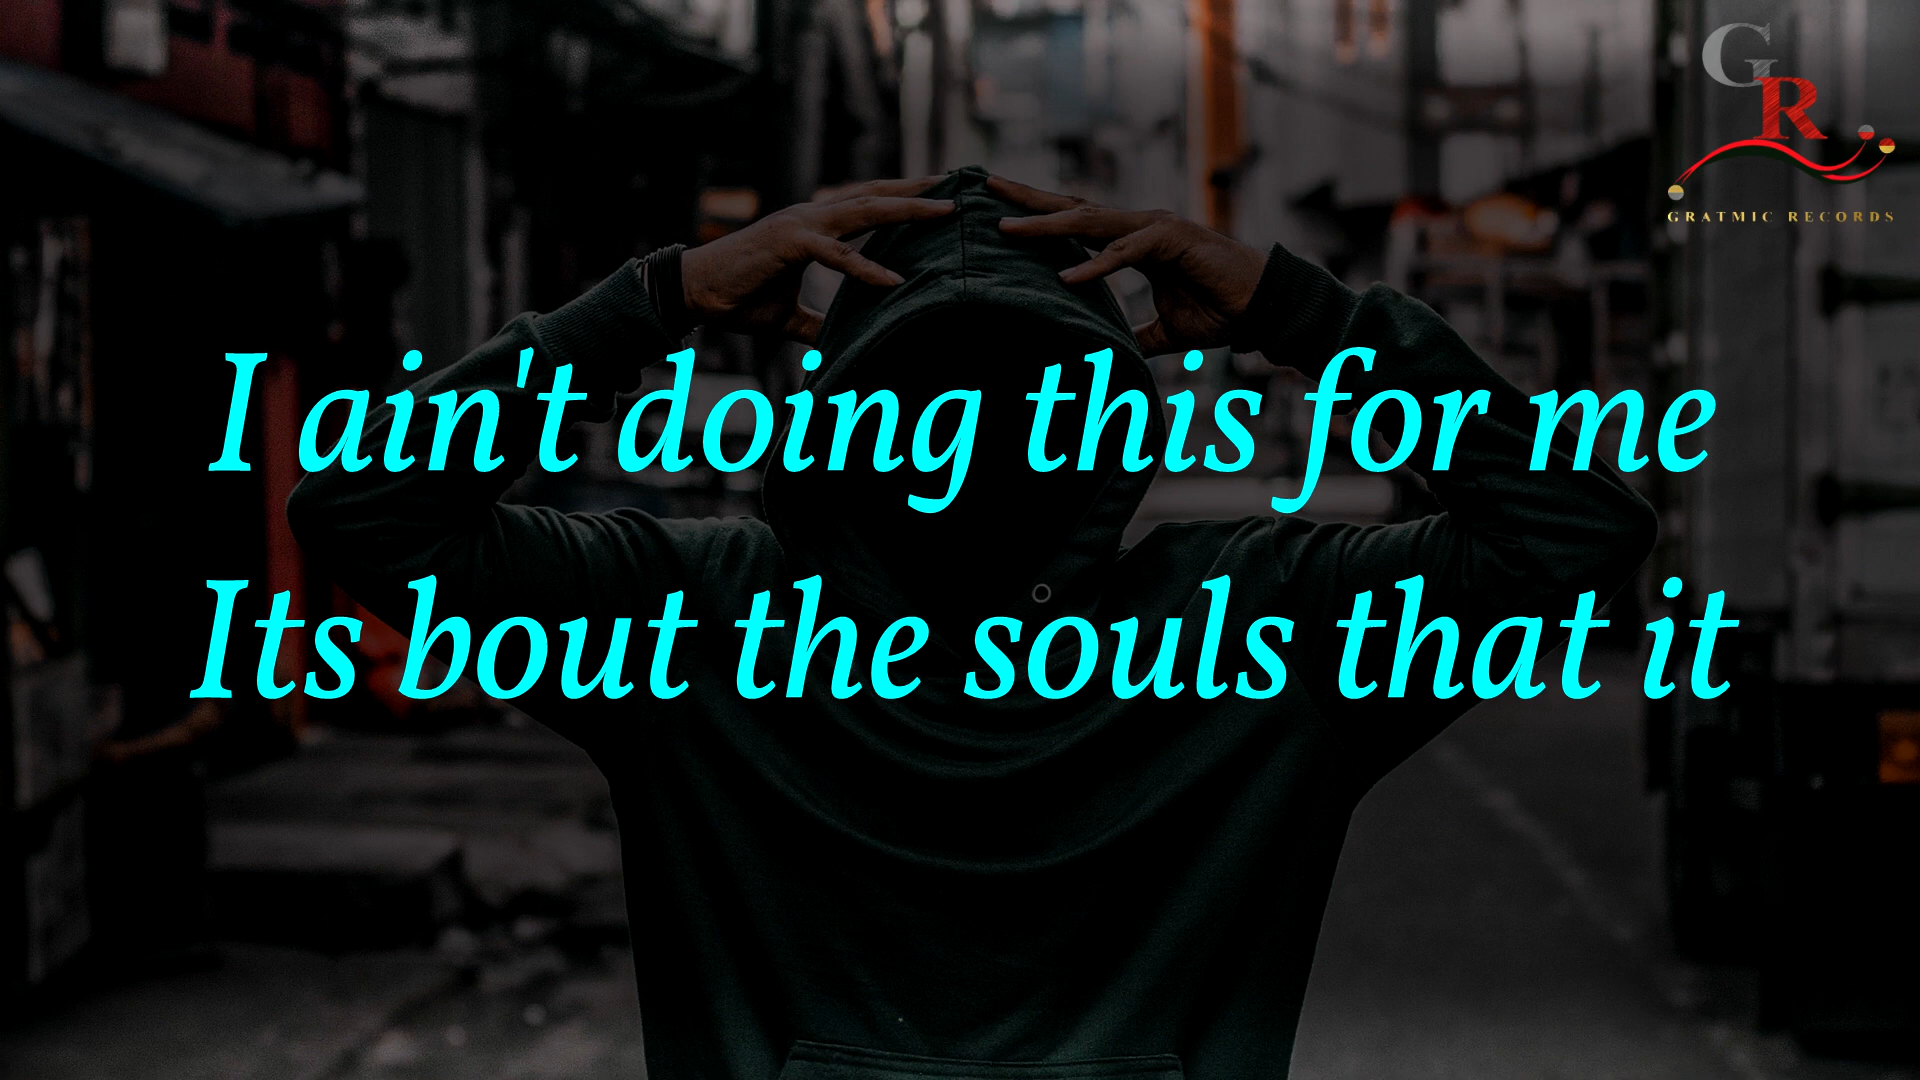 GR
GRATMIC RECORDS
I ain't doing this for me
Its bout the souls that it